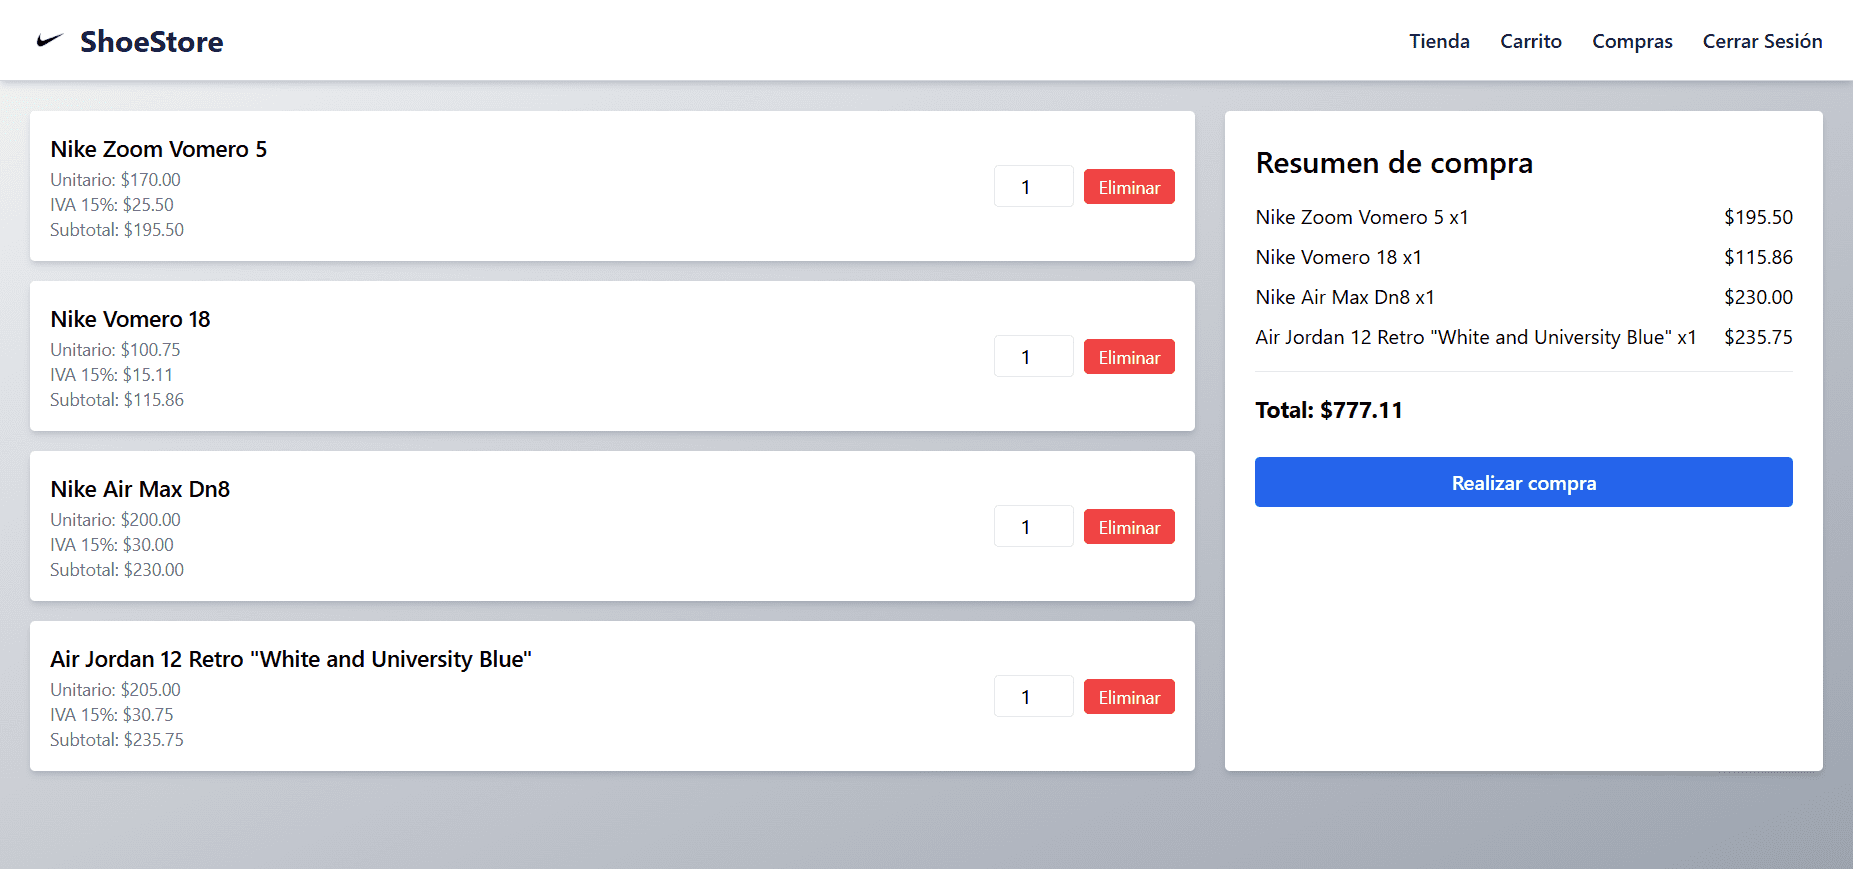 ShoeStore
Tienda
Carrito
Compras
Cerrar Sesión
Nike Zoom Vomero 5
Unitario: $170.00
IVA 15%: $25.50
Subtotal: $195.50
1
Eliminar
Nike Vomero 18
Unitario: $100.75
IVA 15%: $15.11
Subtotal: $115.86
1
Eliminar
Nike Air Max Dn8
Unitario: $200.00
IVA 15%: $30.00
Subtotal: $230.00
1
Eliminar
Air Jordan 12 Retro "White and University Blue"
Unitario: $205.00
IVA 15%: $30.75
Subtotal: $235.75
1
Eliminar
Resumen de compra
Nike Zoom Vomero 5 x1 $195.50
Nike Vomero 18 x1 $115.86
Nike Air Max Dn8 x1 $230.00
Air Jordan 12 Retro "White and University Blue" x1 $235.75
Total: $777.11
Realizar compra